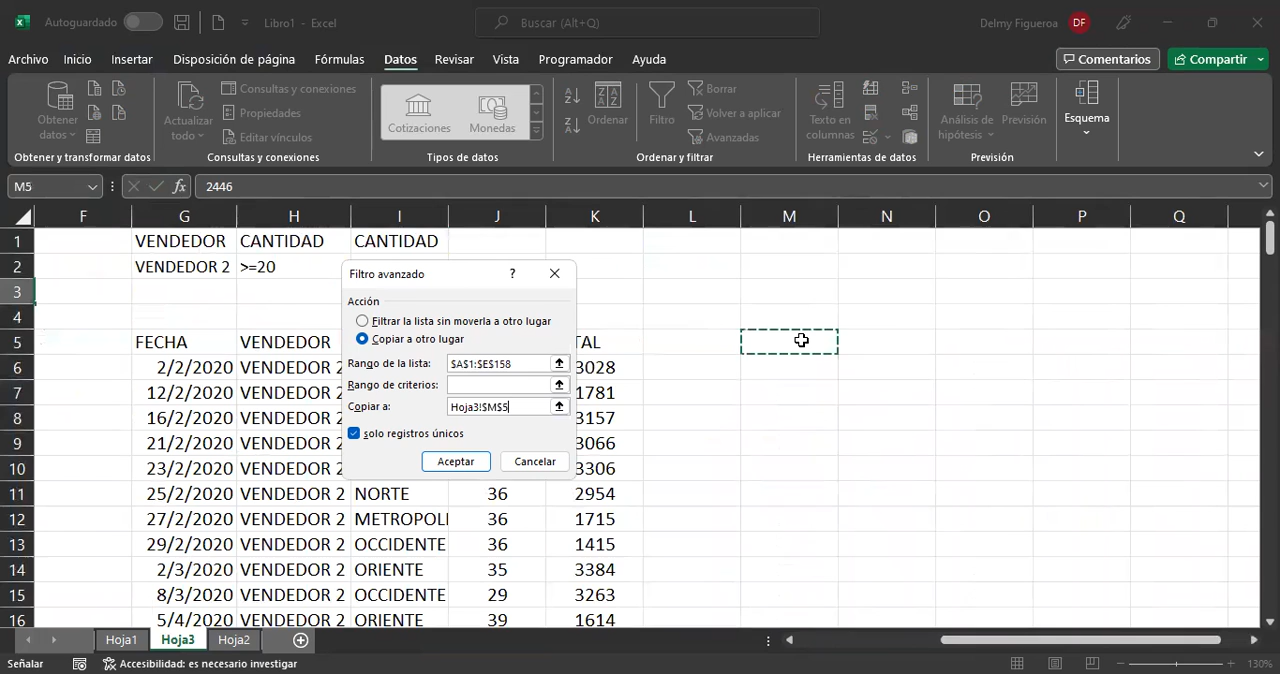 Autoguardado Libro1 - Excel Buscar (Alt+Q) Delmy Figueroa DF
Archivo Inicio Insertar Disposición de página Fórmulas Datos Revisar Vista Programador Ayuda Comentarios Compartir
Obtener datos Actualizar todo Consultas y conexiones Propiedades Editar vínculos Cotizaciones Monedas Ordenar Filtro Borrar Volver a aplicar Avanzadas Texto en columnas Análisis de hipótesis Previsión Esquema
Obtener y transformar datos Consultas y conexiones Tipos de datos Ordenar y filtrar Herramientas de datos Previsión
M5 fx 2446
F G H I J K L M N O P Q
1 VENDEDOR CANTIDAD CANTIDAD
2 VENDEDOR 2 >=20
3
4
5 FECHA VENDEDOR TAL
6 2/2/2020 VENDEDOR 2 3028
7 12/2/2020 VENDEDOR 2 1781
8 16/2/2020 VENDEDOR 2 3157
9 21/2/2020 VENDEDOR 2 3066
10 23/2/2020 VENDEDOR 2 3306
11 25/2/2020 VENDEDOR 2 NORTE 36 2954
12 27/2/2020 VENDEDOR 2 METROPOLI 36 1715
13 29/2/2020 VENDEDOR 2 OCCIDENTE 36 1415
14 2/3/2020 VENDEDOR 2 ORIENTE 35 3384
15 8/3/2020 VENDEDOR 2 OCCIDENTE 29 3263
16 5/4/2020 VENDEDOR 2 ORIENTE 39 1614
Filtro avanzado ?
Acción
Filtrar la lista sin moverla a otro lugar
Copiar a otro lugar
Rango de la lista: $A$1:$E$158
Rango de criterios:
Copiar a: Hoja3!$M$5
solo registros únicos
Aceptar Cancelar
Hoja1 Hoja3 Hoja2
Señalar Accesibilidad: es necesario investigar 130%